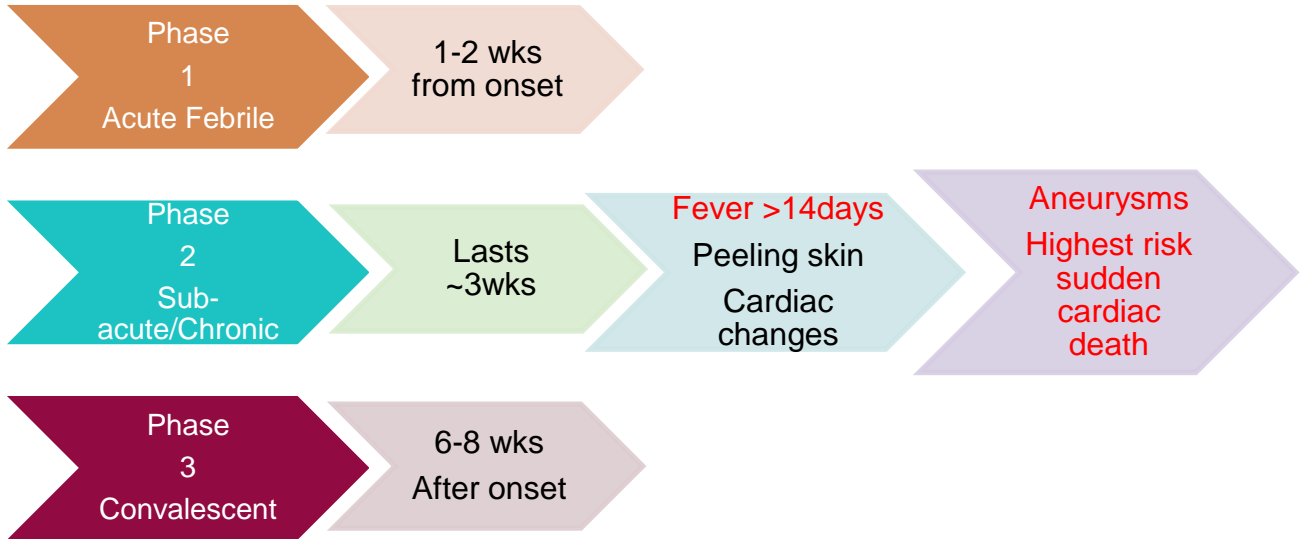 Phase
1
Acute Febrile
1-2 wks
from onset
Phase
2
Sub-
acute/Chronic
Lasts
~3wks
Fever >14days
Peeling skin
Cardiac
changes
Aneurysms
Highest risk
sudden
cardiac
death
Phase
3
Convalescent
6-8 wks
After onset